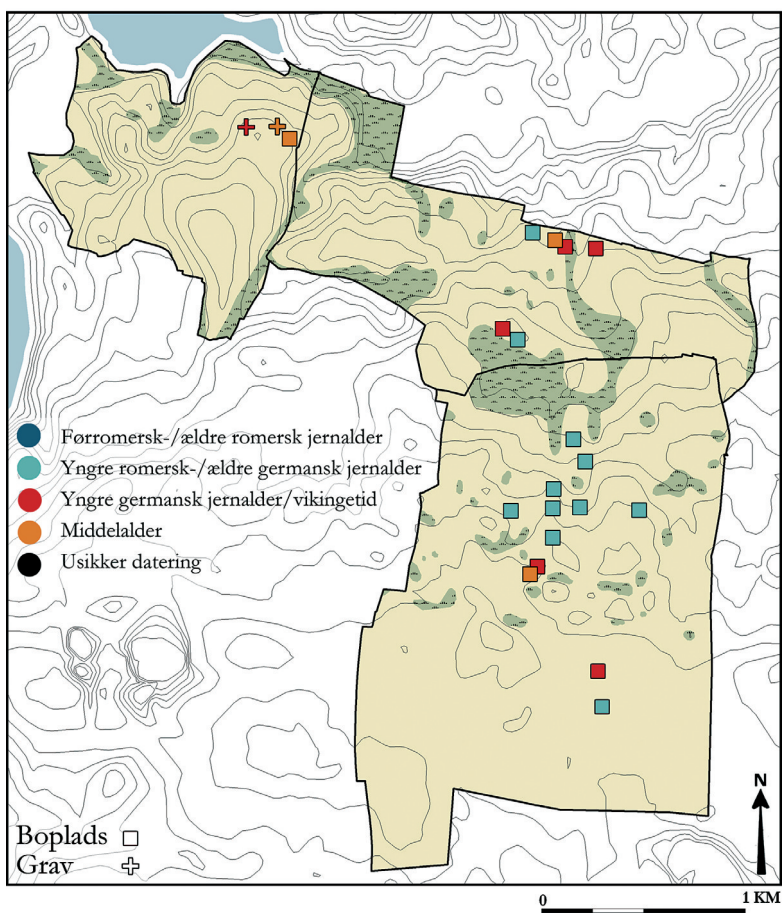 Førromersk-/ældre romersk jernalder
Yngre romersk-/ældre germansk jernalder
Yngre germansk jernalder/vikingetid
Middelalder
Usikker datering
N
Boplads
Grav
0 1 KM